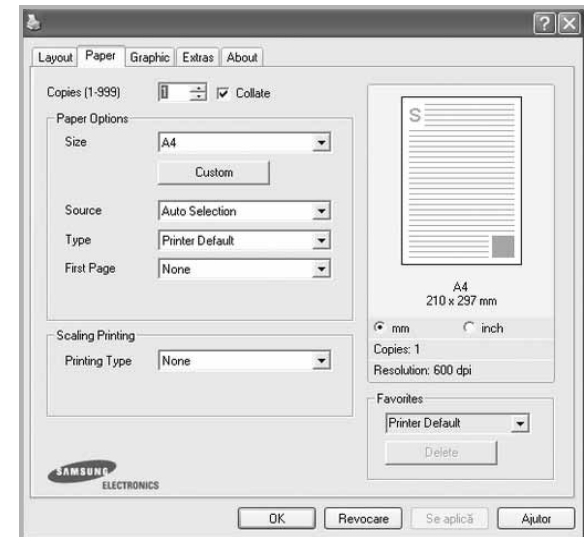 Layout Paper Graphic Extras About
Copies (1-999) 1 Collate
Paper Options
Size A4
Custom
Source Auto Selection
Type Printer Default
First Page None
Scaling Printing
Printing Type None
S
A4
210 x 297 mm
mm inch
Copies: 1
Resolution: 600 dpi
Favorites
Printer Default
Delete
SAMSUNG
ELECTRONICS
OK Revocare Se aplică Ajutor